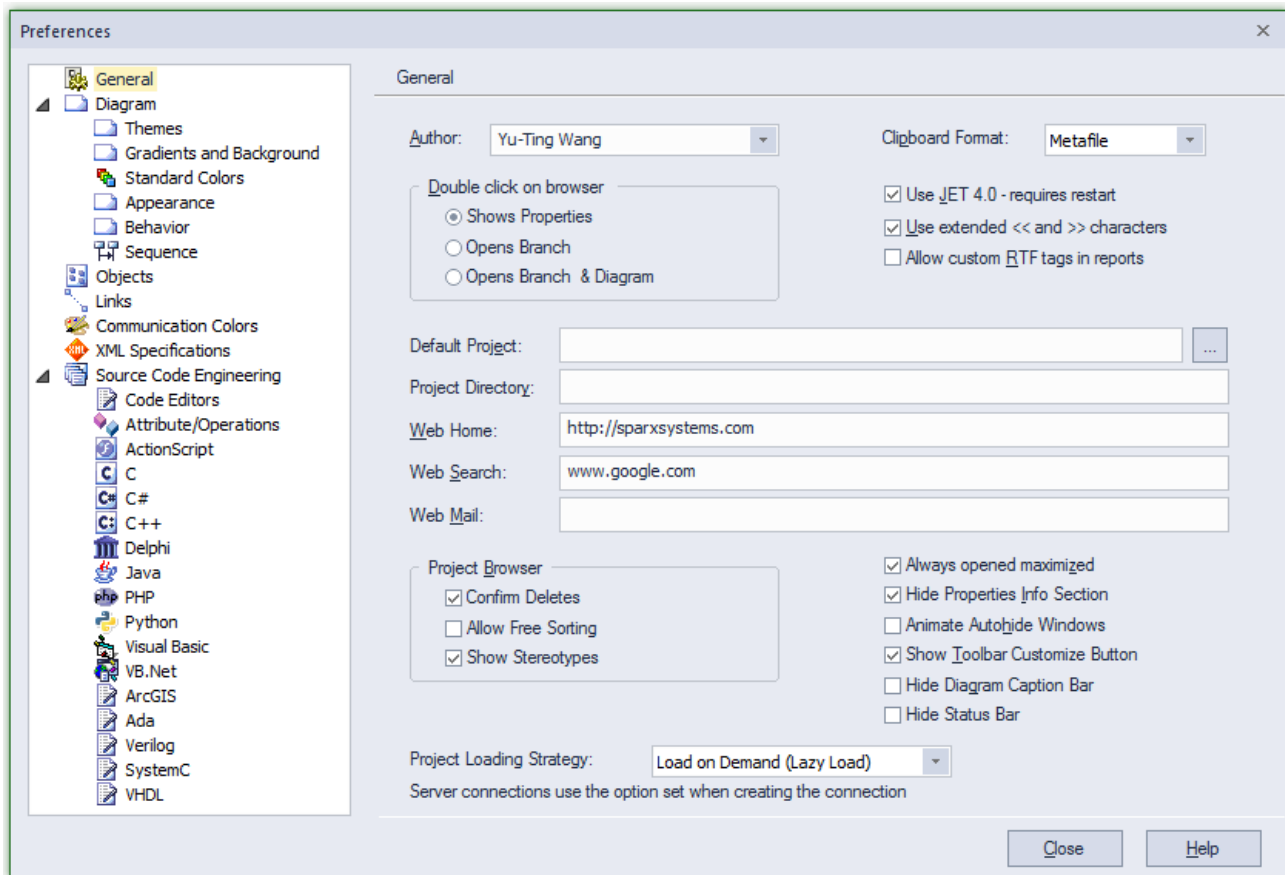 Preferences
General
Diagram
Themes
Gradients and Background
Standard Colors
Appearance
Behavior
Sequence
Objects
Links
Communication Colors
XML Specifications
Source Code Engineering
Code Editors
Attribute/Operations
ActionScript
C
C#
C++
Delphi
Java
PHP
Python
Visual Basic
VB.Net
ArcGIS
Ada
Verilog
SystemC
VHDL
General
Author: Yu-Ting Wang
Clipboard Format: Metafile
Double click on browser
Shows Properties
Opens Branch
Opens Branch & Diagram
Use JET 4.0 - requires restart
Use extended << and >> characters
Allow custom RTF tags in reports
Default Project: ...
Project Directory:
Web Home: http://sparxsystems.com
Web Search: www.google.com
Web Mail:
Project Browser
Confirm Deletes
Allow Free Sorting
Show Stereotypes
Always opened maximized
Hide Properties Info Section
Animate Autohide Windows
Show Toolbar Customize Button
Hide Diagram Caption Bar
Hide Status Bar
Project Loading Strategy: Load on Demand (Lazy Load)
Server connections use the option set when creating the connection
Close Help